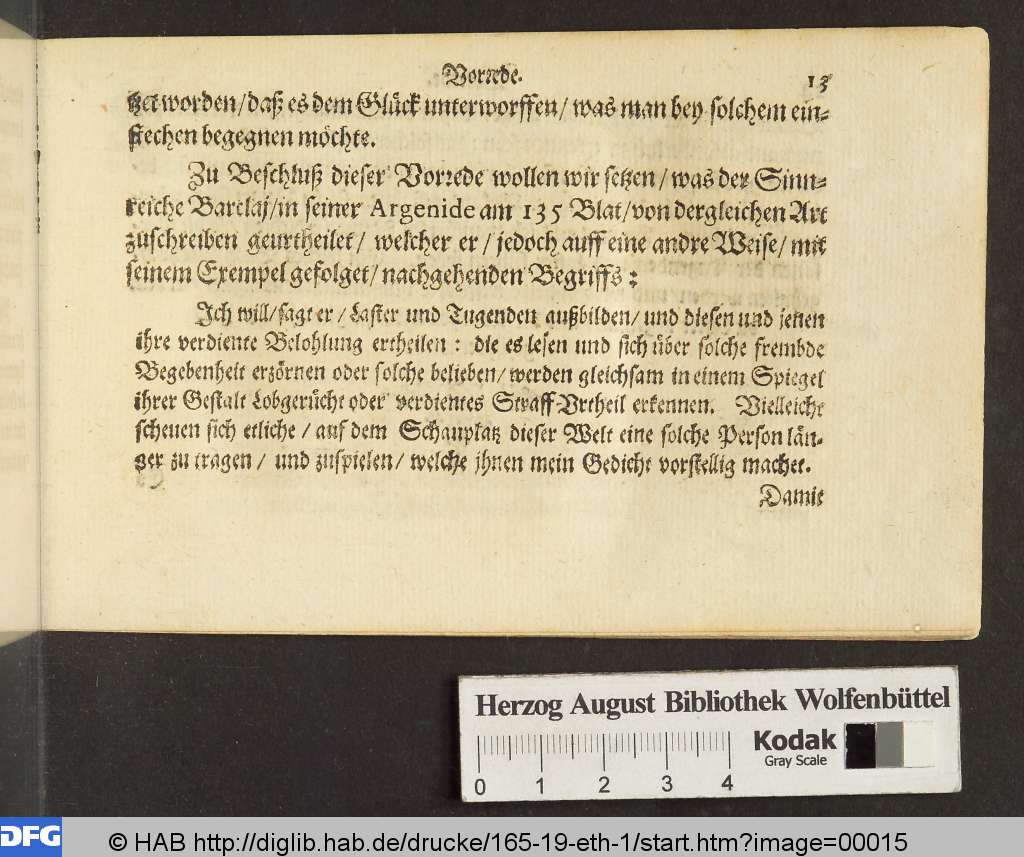 Vorrede. 13
tzet worden/daß es dem Glück unterworffen/ was man bey solchem ein-
stechen begegnen möchte.
Zu Beschluß dieser Vorrede wollen wir setzen / was der Sinn-
reiche Barclaj/in seiner Argenide am 135 Blat/von dergleichen Art
zuschreiben geurtheilet/ welcher er / jedoch auff eine andre Weise/ mit
seinem Exempel gefolget/ nachgehenden Begriffs:
Ich will/sagt er / Laster und Tugenden außbilden/ und diesen und jenen
ihre verdiente Belohlung ertheilen : die es lesen und sich über solche frembde
Begebenheit erzörnen oder solche belieben/ werden gleichsam in einem Spiegel
ihrer Gestalt Lobgerücht oder verdientes Straff-Vrtheil erkennen. Vielleicht
scheuen sich etliche / auf dem Schauplatz dieser Welt eine solche Person län-
ger zu tragen / und zuspielen/ welche jhnen mein Gedicht vorstellig machet.
Damit
Herzog August Bibliothek Wolfenbüttel
Kodak
Gray Scale
0 1 2 3 4
DFG © HAB http://diglib.hab.de/drucke/165-19-eth-1/start.htm?image=00015